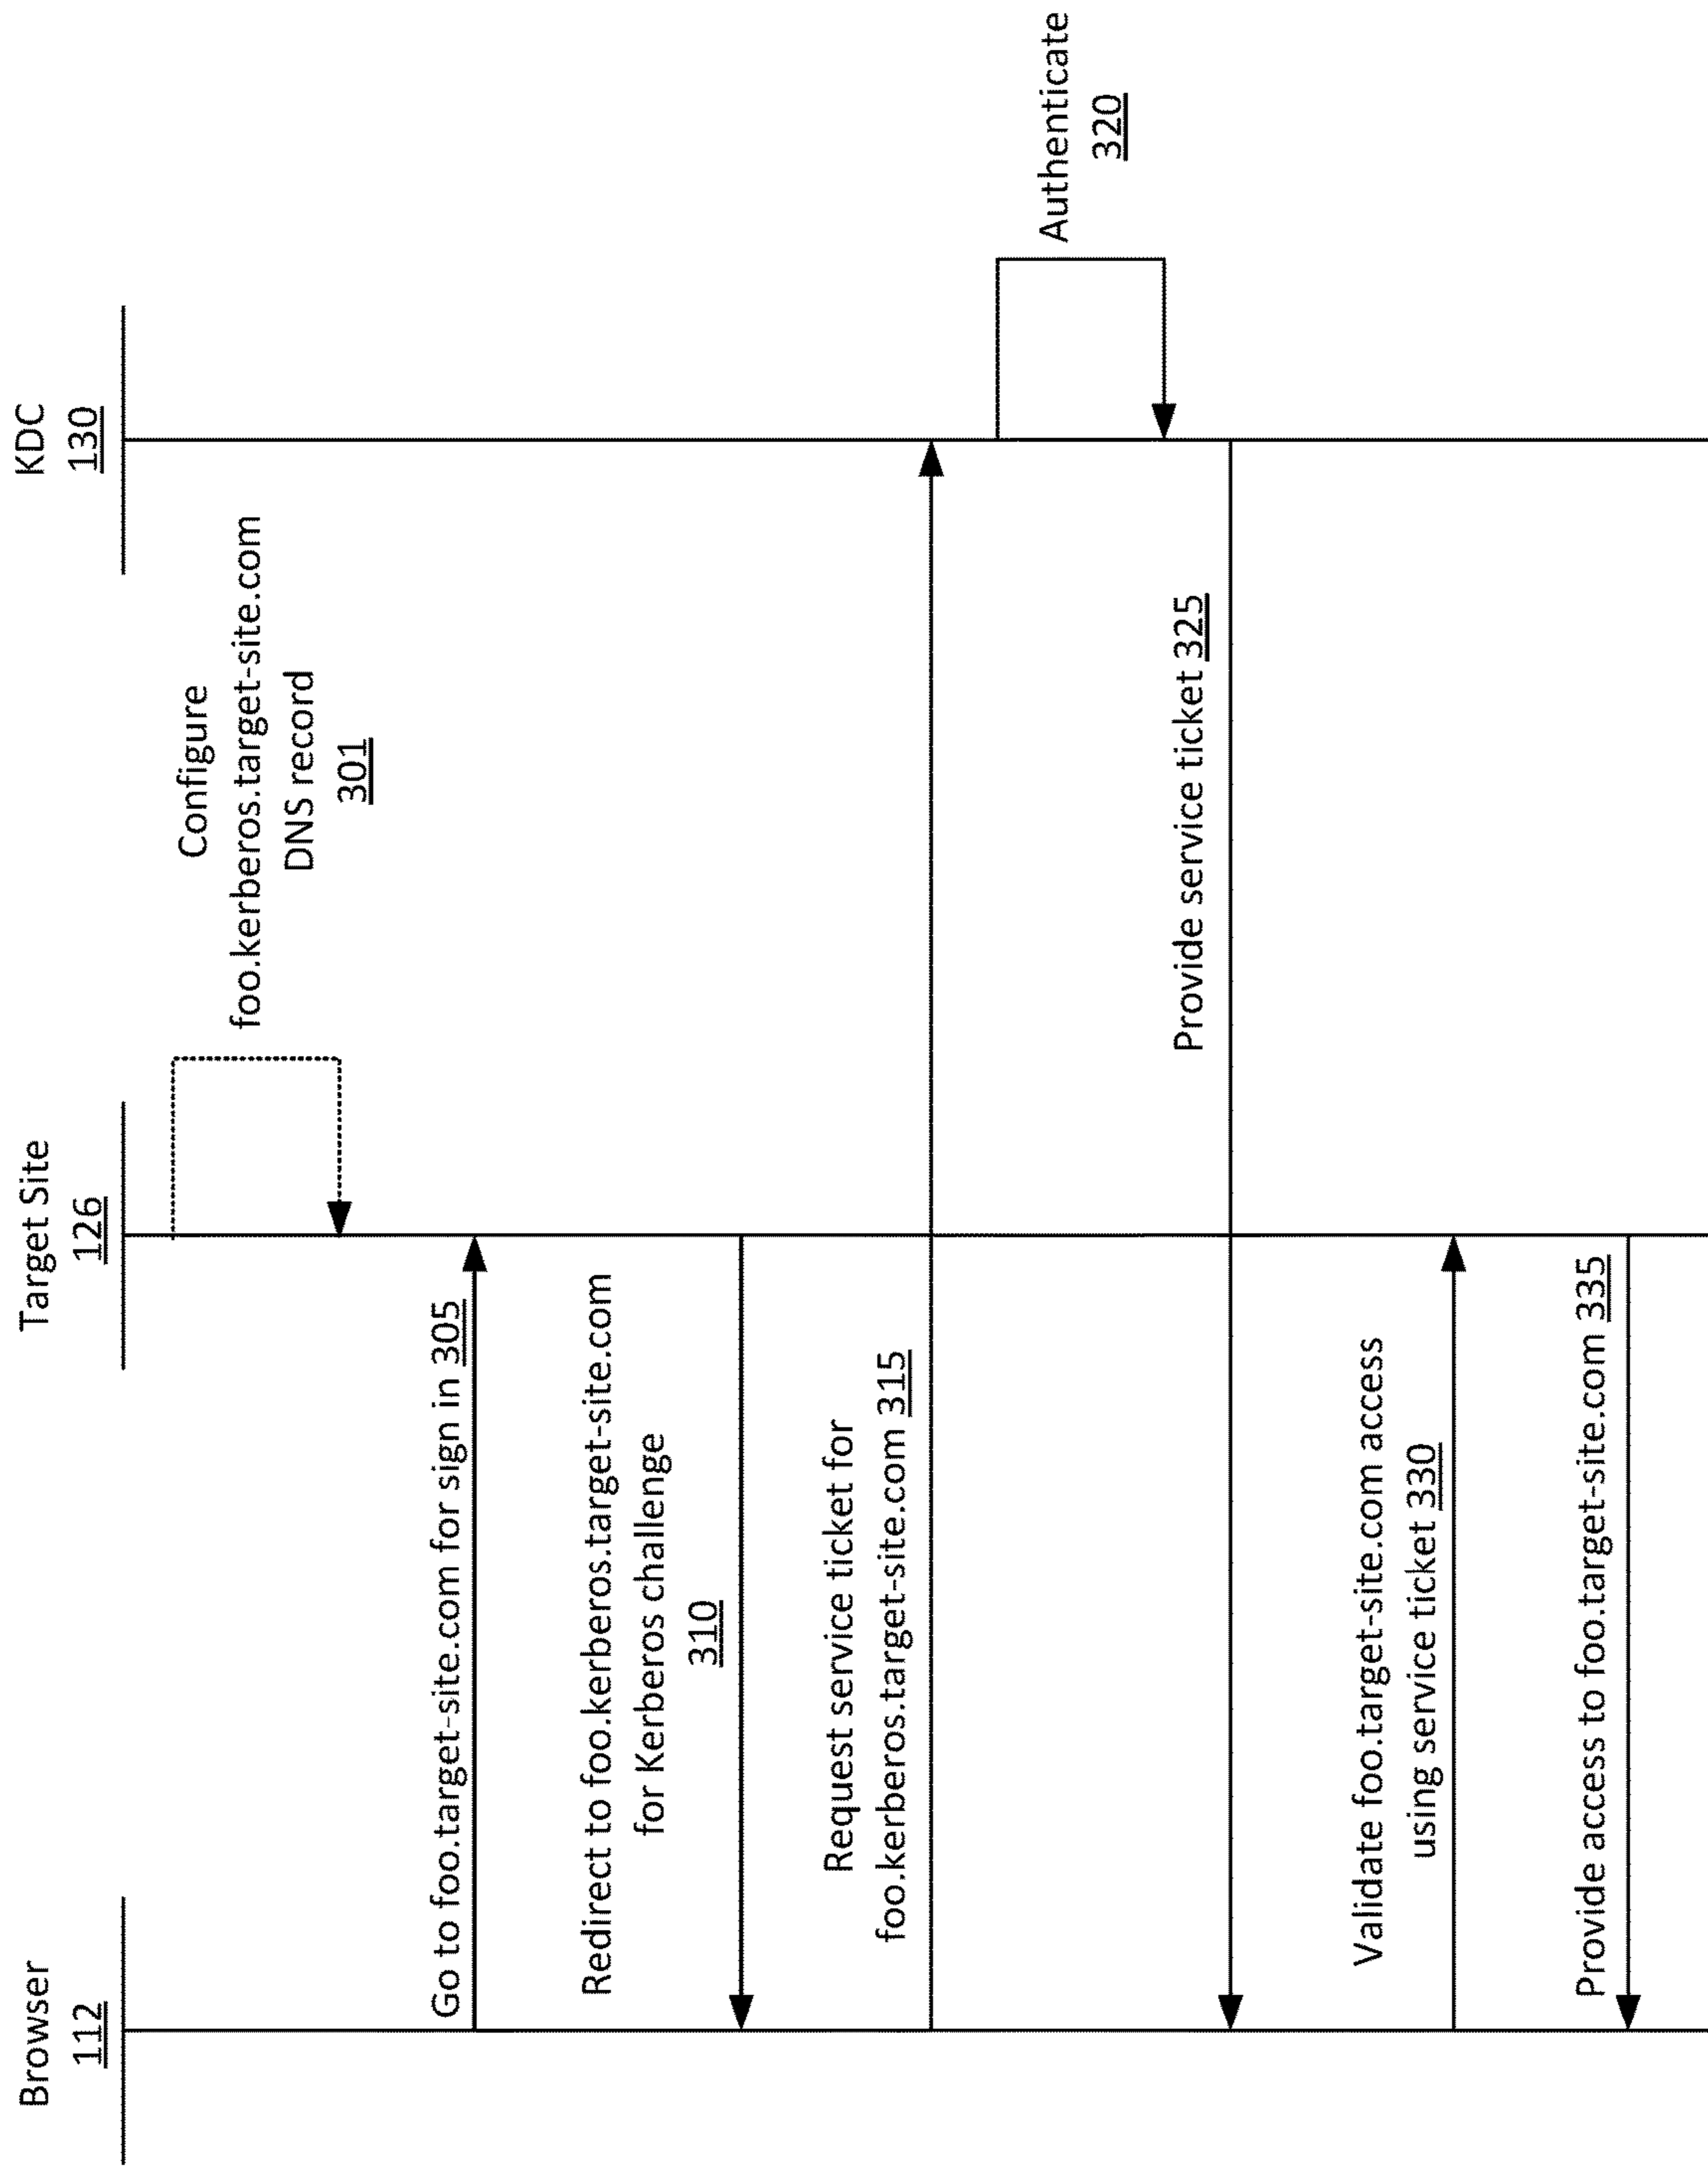 Browser
112
Target Site
126
KDC
130
Configure
foo.kerberos.target-site.com
DNS record
301
Go to foo.target-site.com for sign in 305
Redirect to foo.kerberos.target-site.com
for Kerberos challenge
310
Request service ticket for
foo.kerberos.target-site.com 315
Authenticate
320
Provide service ticket 325
Validate foo.target-site.com access
using service ticket 330
Provide access to foo.target-site.com 335